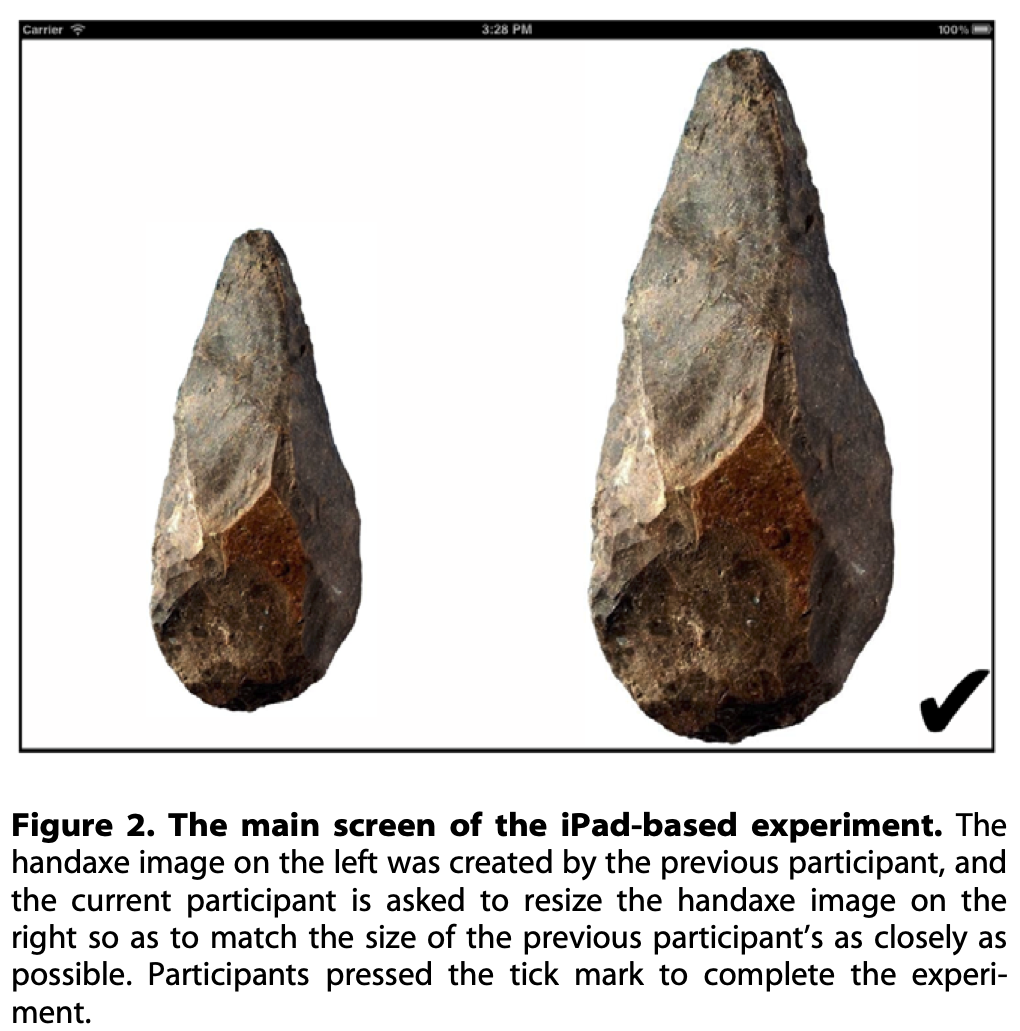 Carrier 3:28 PM 100%
Figure 2. The main screen of the iPad-based experiment. The
handaxe image on the left was created by the previous participant, and
the current participant is asked to resize the handaxe image on the
right so as to match the size of the previous participant's as closely as
possible. Participants pressed the tick mark to complete the experi-
ment.